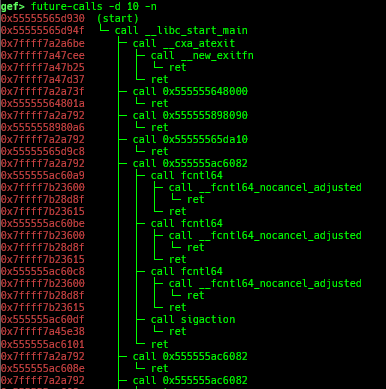 gef> future-calls -d 10 -n
0x55555565d930 (start)
0x55555565d94f └─ call __libc_start_main
0x7ffff7a2a6be ├─ call __cxa_atexit
0x7ffff7a47cee │ ├─ call __new_exitfn
0x7ffff7a47b25 │ │ └─ ret
0x7ffff7a47d37 │ └─ ret
0x7ffff7a2a73f ├─ call 0x555555648000
0x55555564801a │ └─ ret
0x7ffff7a2a792 ├─ call 0x555555898090
0x5555558980a6 │ └─ ret
0x7ffff7a2a792 ├─ call 0x55555565da10
0x55555565d9c8 │ └─ ret
0x7ffff7a2a792 ├─ call 0x555555ac6082
0x555555ac60a9 │ ├─ call fcntl64
0x7ffff7b23600 │ │ ├─ call __fcntl64_nocancel_adjusted
0x7ffff7b28d8f │ │ │ └─ ret
0x7ffff7b23615 │ │ └─ ret
0x555555ac60be │ ├─ call fcntl64
0x7ffff7b23600 │ │ ├─ call __fcntl64_nocancel_adjusted
0x7ffff7b28d8f │ │ │ └─ ret
0x7ffff7b23615 │ │ └─ ret
0x555555ac60c8 │ ├─ call fcntl64
0x7ffff7b23600 │ │ ├─ call __fcntl64_nocancel_adjusted
0x7ffff7b28d8f │ │ │ └─ ret
0x7ffff7b23615 │ │ └─ ret
0x555555ac60df │ ├─ call sigaction
0x7ffff7a45e38 │ │ └─ ret
0x555555ac6101 │ └─ ret
0x7ffff7a2a792 ├─ call 0x555555ac6082
0x555555ac608e │ └─ ret
0x7ffff7a2a792 ├─ call 0x555555ac6082